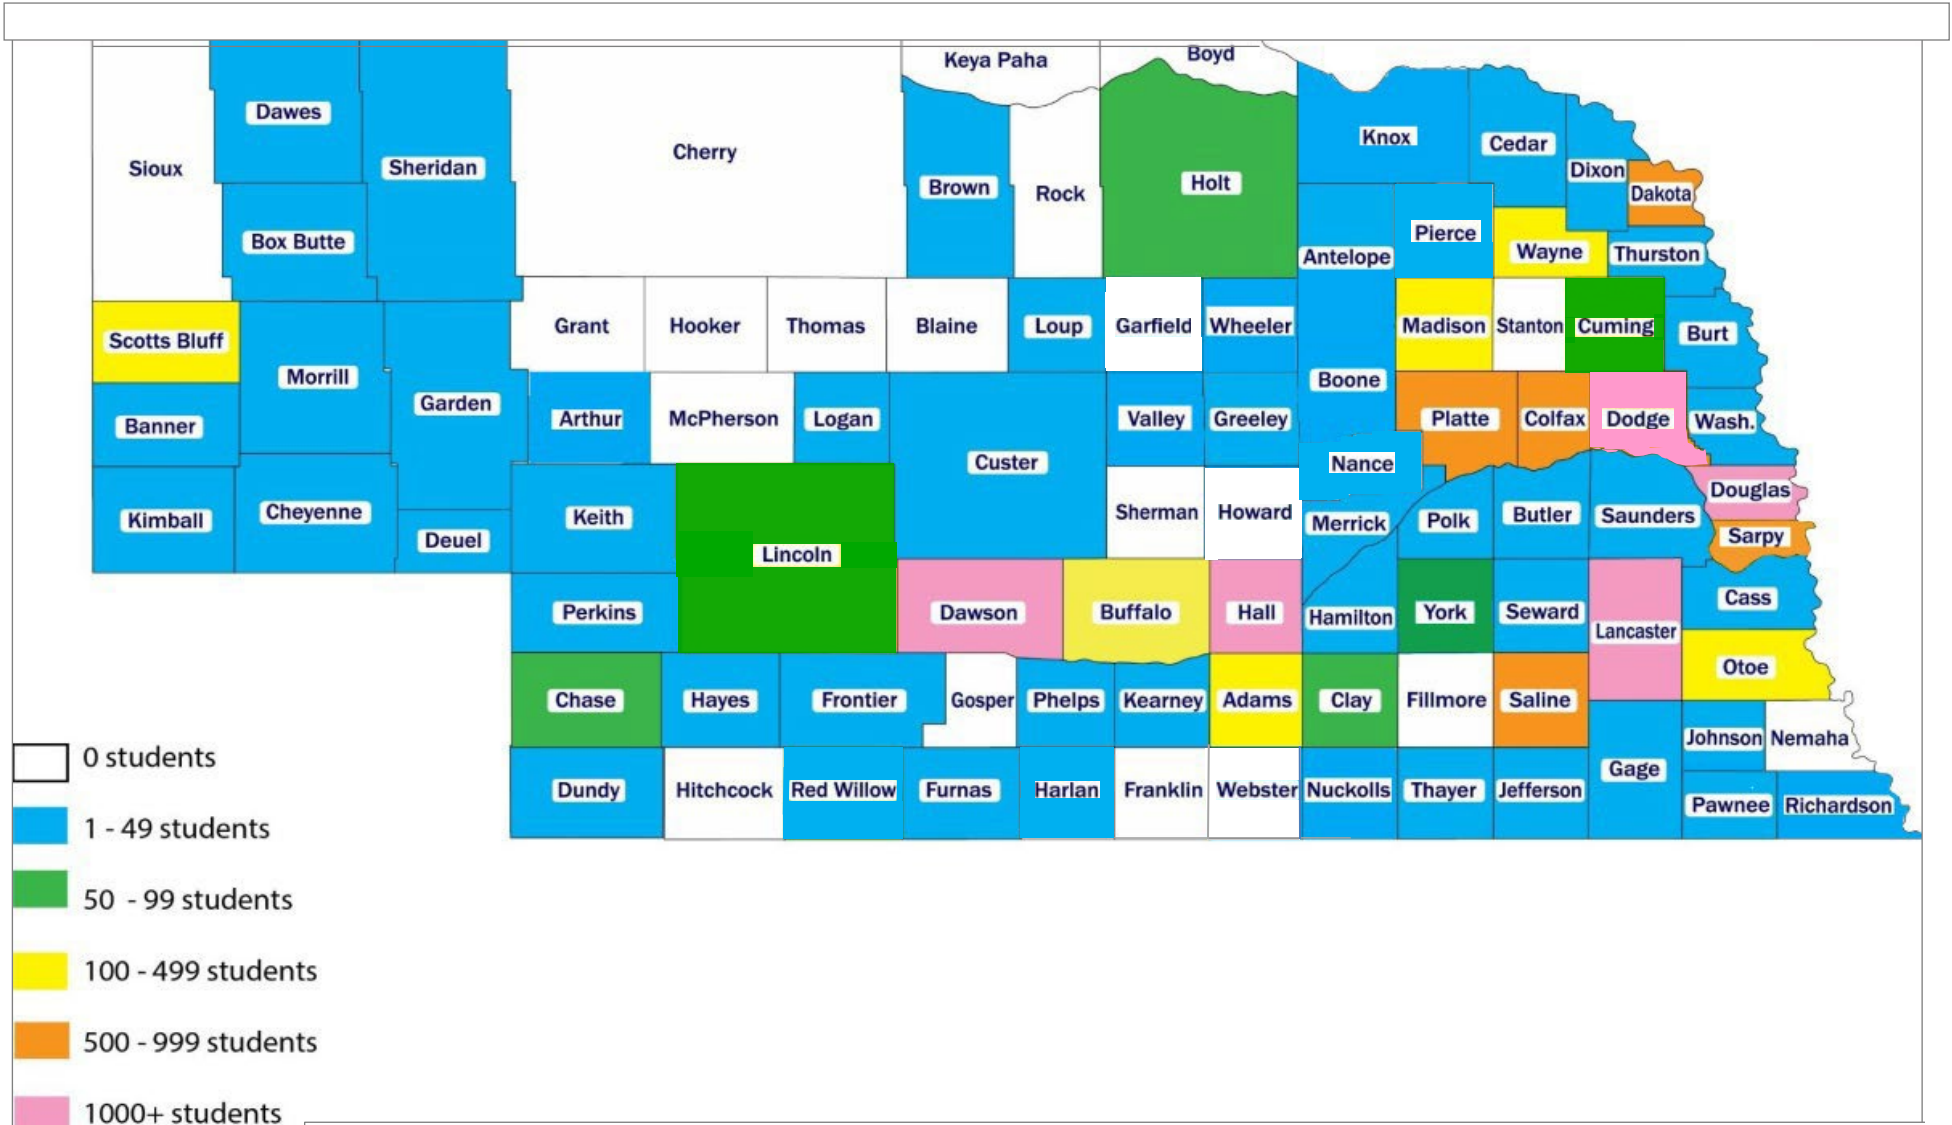 Keya Paha
Boyd
Dawes
Sioux
Sheridan
Cherry
Brown
Rock
Holt
Knox
Cedar
Dixon
Dakota
Box Butte
Antelope
Pierce
Wayne
Thurston
Scotts Bluff
Morrill
Grant
Hooker
Thomas
Blaine
Loup
Garfield
Wheeler
Madison
Stanton
Cuming
Burt
Banner
Garden
Arthur
McPherson
Logan
Custer
Valley
Greeley
Boone
Platte
Colfax
Dodge
Wash.
Nance
Kimball
Cheyenne
Deuel
Keith
Lincoln
Sherman
Howard
Merrick
Polk
Butler
Saunders
Douglas
Sarpy
Perkins
Dawson
Buffalo
Hall
Hamilton
York
Seward
Lancaster
Cass
Otoe
Chase
Hayes
Frontier
Gosper
Phelps
Kearney
Adams
Clay
Fillmore
Saline
Johnson
Nemaha
Dundy
Hitchcock
Red Willow
Furnas
Harlan
Franklin
Webster
Nuckolls
Thayer
Jefferson
Gage
Pawnee
Richardson
0 students
1 - 49 students
50 - 99 students
100 - 499 students
500 - 999 students
1000+ students